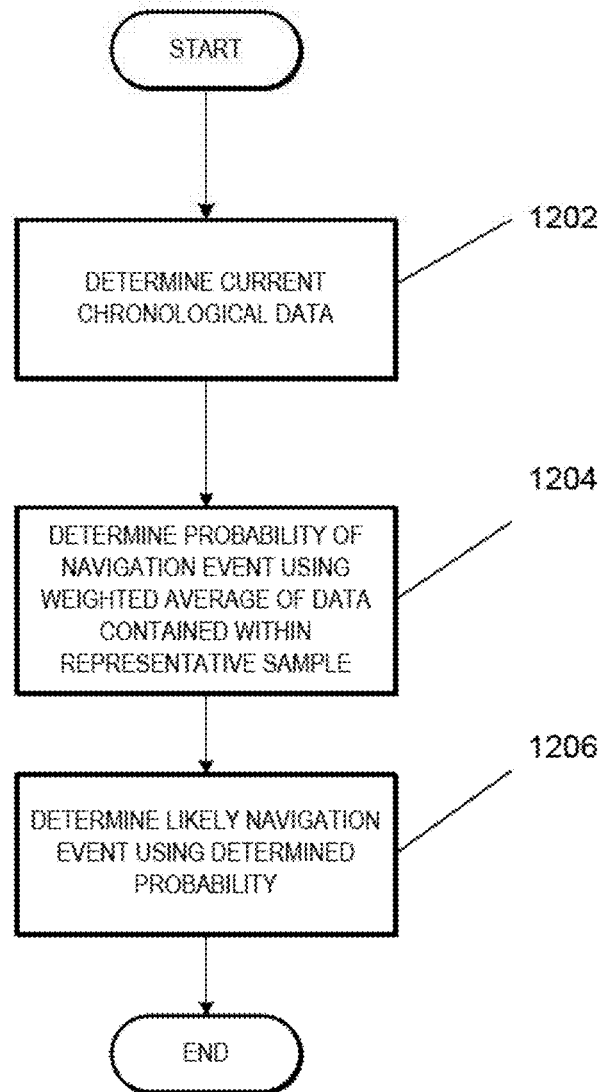 START
1202
DETERMINE CURRENT
CHRONOLOGICAL DATA
1204
DETERMINE PROBABILITY OF
NAVIGATION EVENT USING
WEIGHTED AVERAGE OF DATA
CONTAINED WITHIN
REPRESENTATIVE SAMPLE
1206
DETERMINE LIKELY NAVIGATION
EVENT USING DETERMINED
PROBABILITY
END